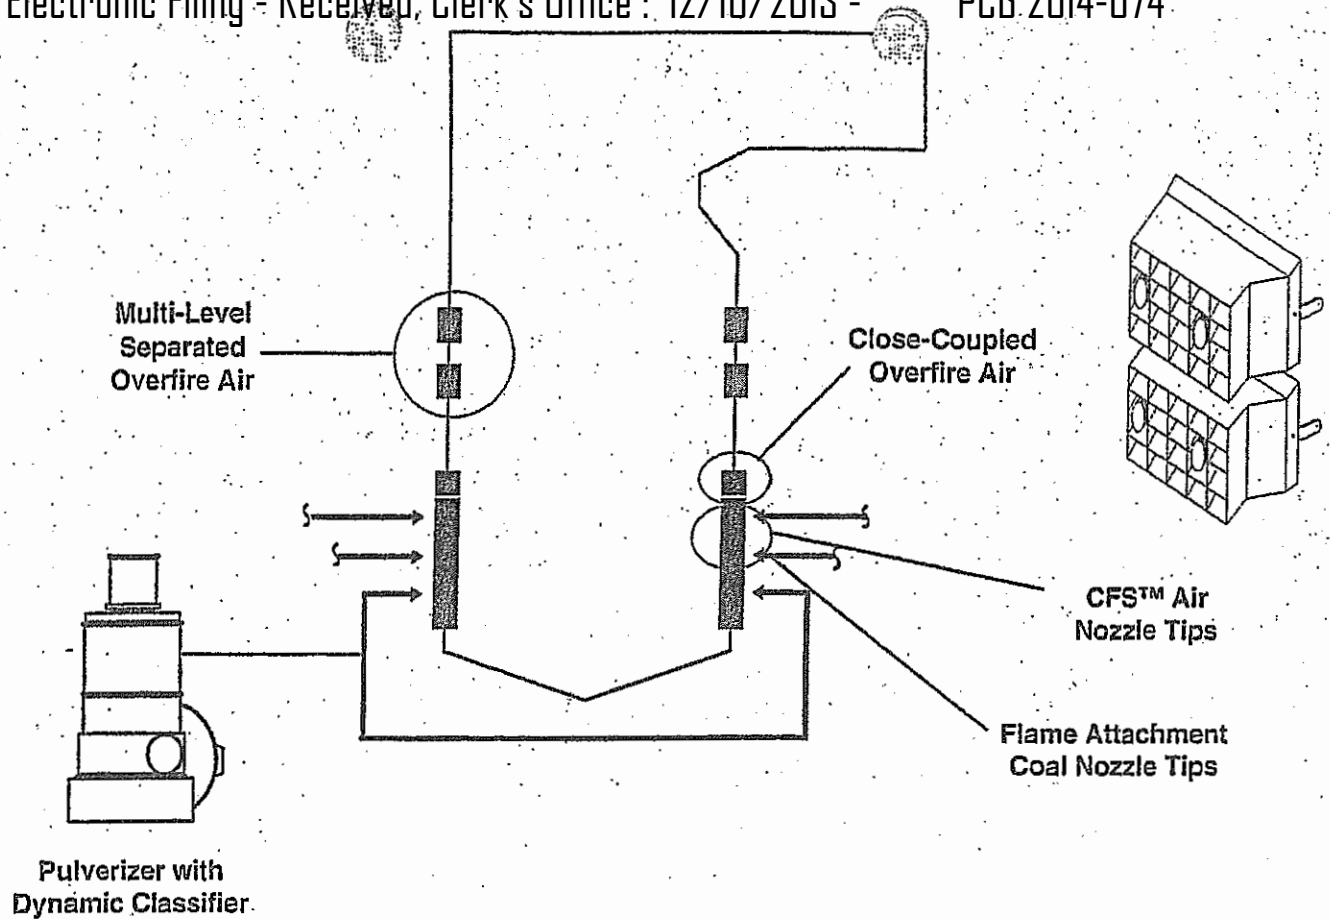 Electronic Filing - Received, Clerk's Office : 12/10/2013 - PCB 2014-074
Multi-Level
Separated
Overfire Air
Close-Coupled
Overfire Air
CFS™ Air
Nozzle Tips
Flame Attachment
Coal Nozzle Tips
Pulverizer with
Dynamic Classifier